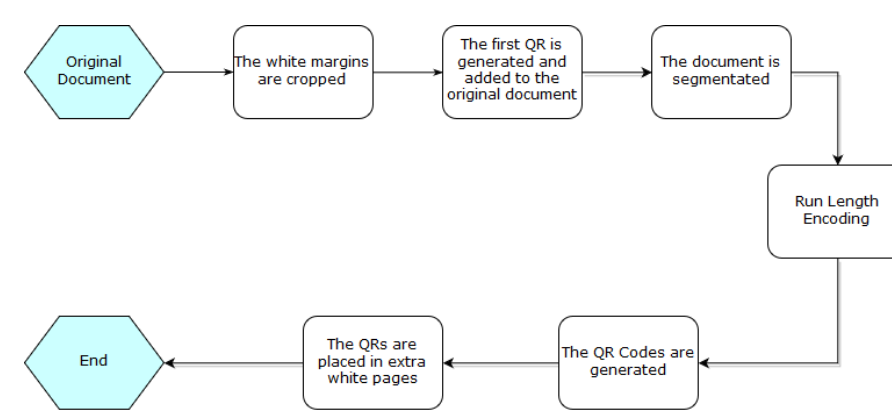 Original
Document
The white margins
are cropped
The first QR is
generated and
added to the
original document
The document is
segmentated
Run Length
Encoding
The QR Codes are
generated
The QRs are
placed in extra
white pages
End